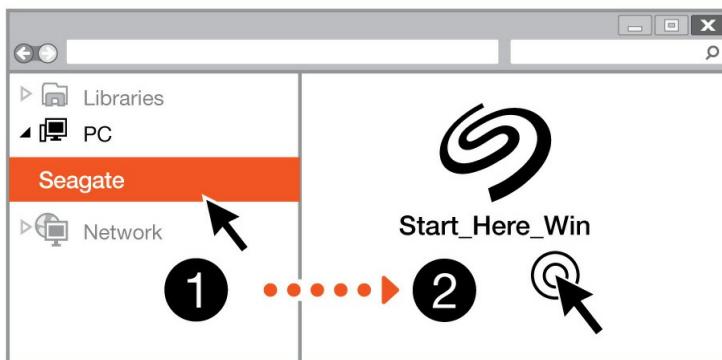 Libraries
PC
Seagate
Network
Start_Here_Win
1
2